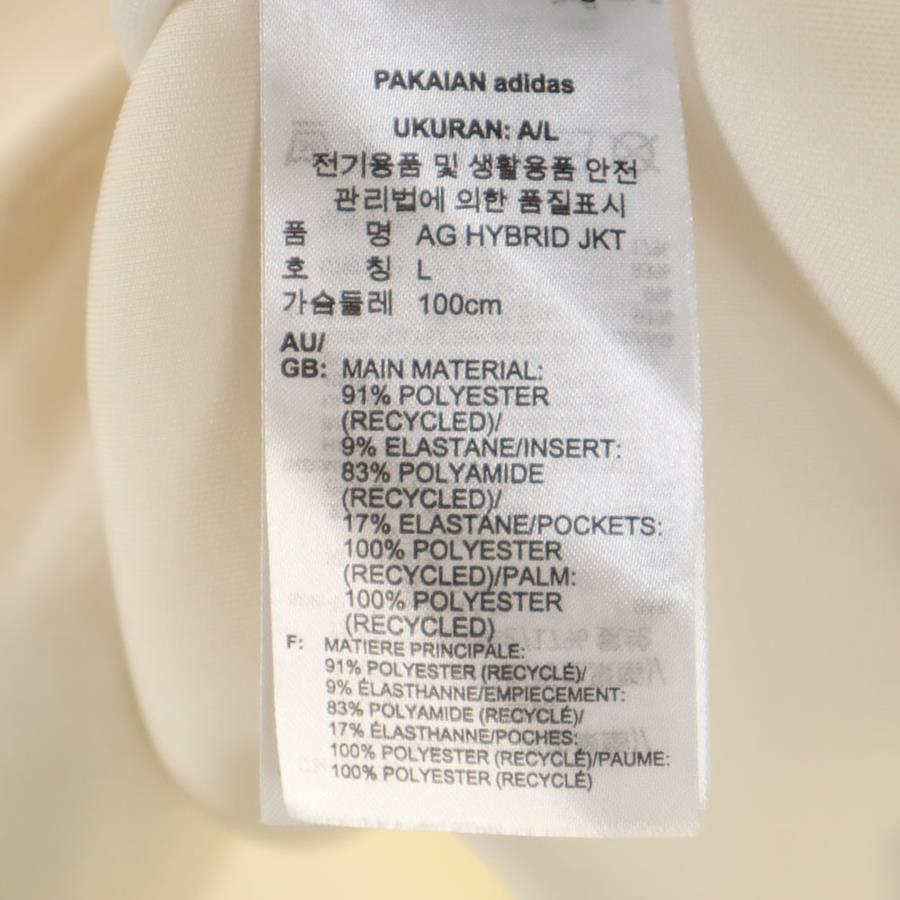 PAKAIAN adidas
UKURAN: A/L
전기용품 및 생활용품 안전
관리법에 의한 품질표시
품 명 AG HYBRID JKT
호 칭 L
가슴둘레 100cm
AU/
GB: MAIN MATERIAL:
91% POLYESTER
(RECYCLED)/
9% ELASTANE/INSERT:
83% POLYAMIDE
(RECYCLED)/
17% ELASTANE/POCKETS:
100% POLYESTER
(RECYCLED)/PALM:
100% POLYESTER
(RECYCLED)
F: MATIERE PRINCIPALE:
91% POLYESTER (RECYCLÉ)/
9% ÉLASTHANNE/EMPIECEMENT:
83% POLYAMIDE (RECYCLÉ)/
17% ÉLASTHANNE/POCHES:
100% POLYESTER (RECYCLÉ)/PAUME:
100% POLYESTER (RECYCLÉ)